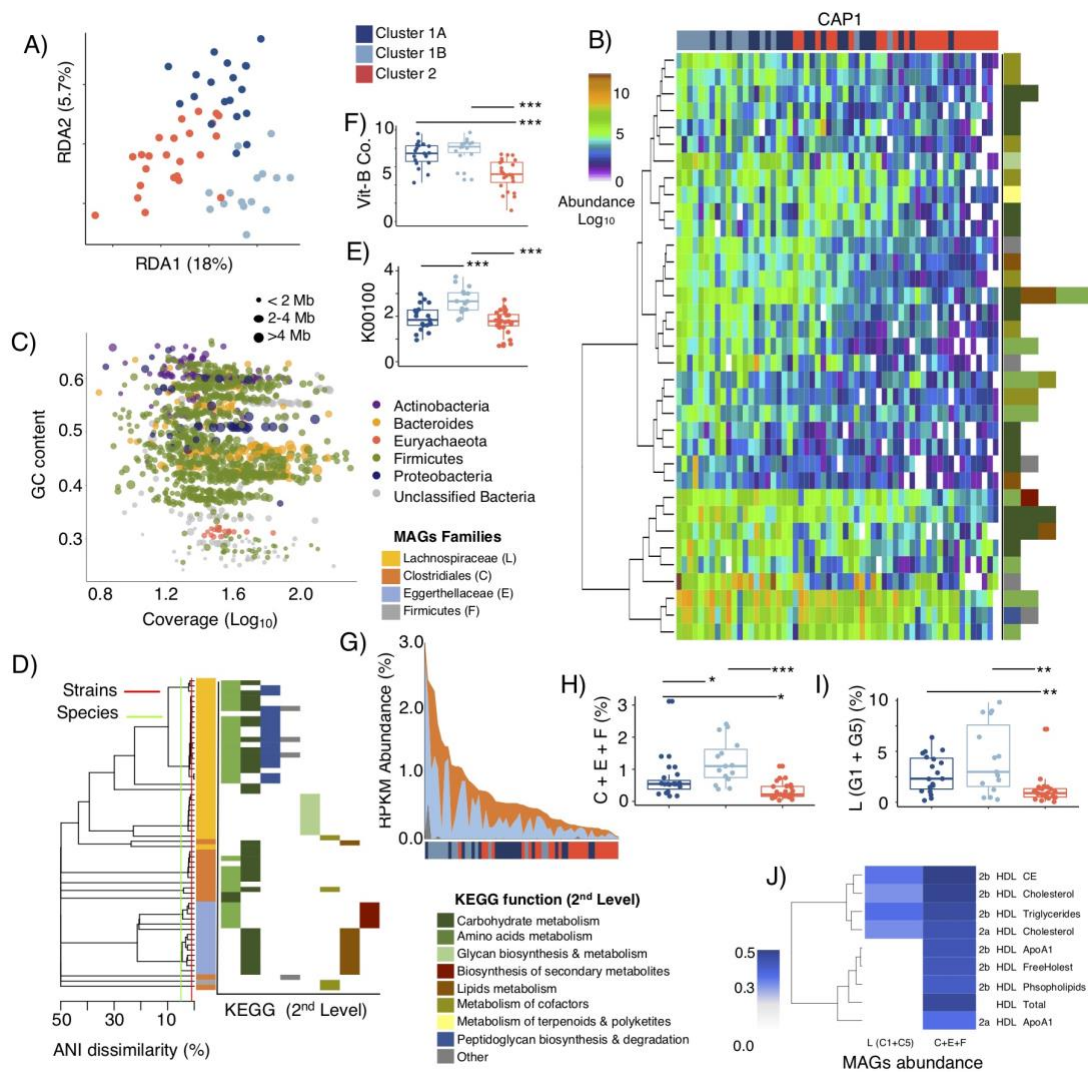 A)
RDA2 (5.7%)
RDA1 (18%)
Cluster 1A
Cluster 1B
Cluster 2
F)
***
***
Vit-B Co.
10
5
0
E)
***
***
K00100
4
2
0
B)
CAP1
10
5
0
Abundance
Log10
C)
< 2 Mb
2-4 Mb
>4 Mb
GC content
0.6
0.5
0.4
0.3
0.8
1.2
1.6
2.0
Coverage (Log10)
Actinobacteria
Bacteroides
Euryachaeota
Firmicutes
Proteobacteria
Unclassified Bacteria
MAGs Families
Lachnospiraceae (L)
Clostridiales (C)
Eggerthellaceae (E)
Firmicutes (F)
D)
Strains
Species
50
30
10
ANI dissimilarity (%)
KEGG (2nd Level)
G)
RPKM Abundance (%)
3.0
2.0
1.0
0.0
H)
***
*
*
C + E + F (%)
3
2
1
0
I)
**
**
L (G1 + G5) (%)
10
5
0
KEGG function (2nd Level)
Carbohydrate metabolism
Amino acids metabolism
Glycan biosynthesis & metabolism
Biosynthesis of secondary metabolites
Lipids metabolism
Metabolism of cofactors
Metabolism of terpenoids & polyketites
Peptidoglycan biosynthesis & degradation
Other
J)
0.5
0.3
0.0
2b HDL CE
2b HDL Cholesterol
2b HDL Triglycerides
2a HDL Cholesterol
2b HDL ApoA1
2b HDL FreeHolest
2b HDL Phsopholipids
HDL Total
2a HDL ApoA1
L (C1+C5)
C+E+F
MAGs abundance